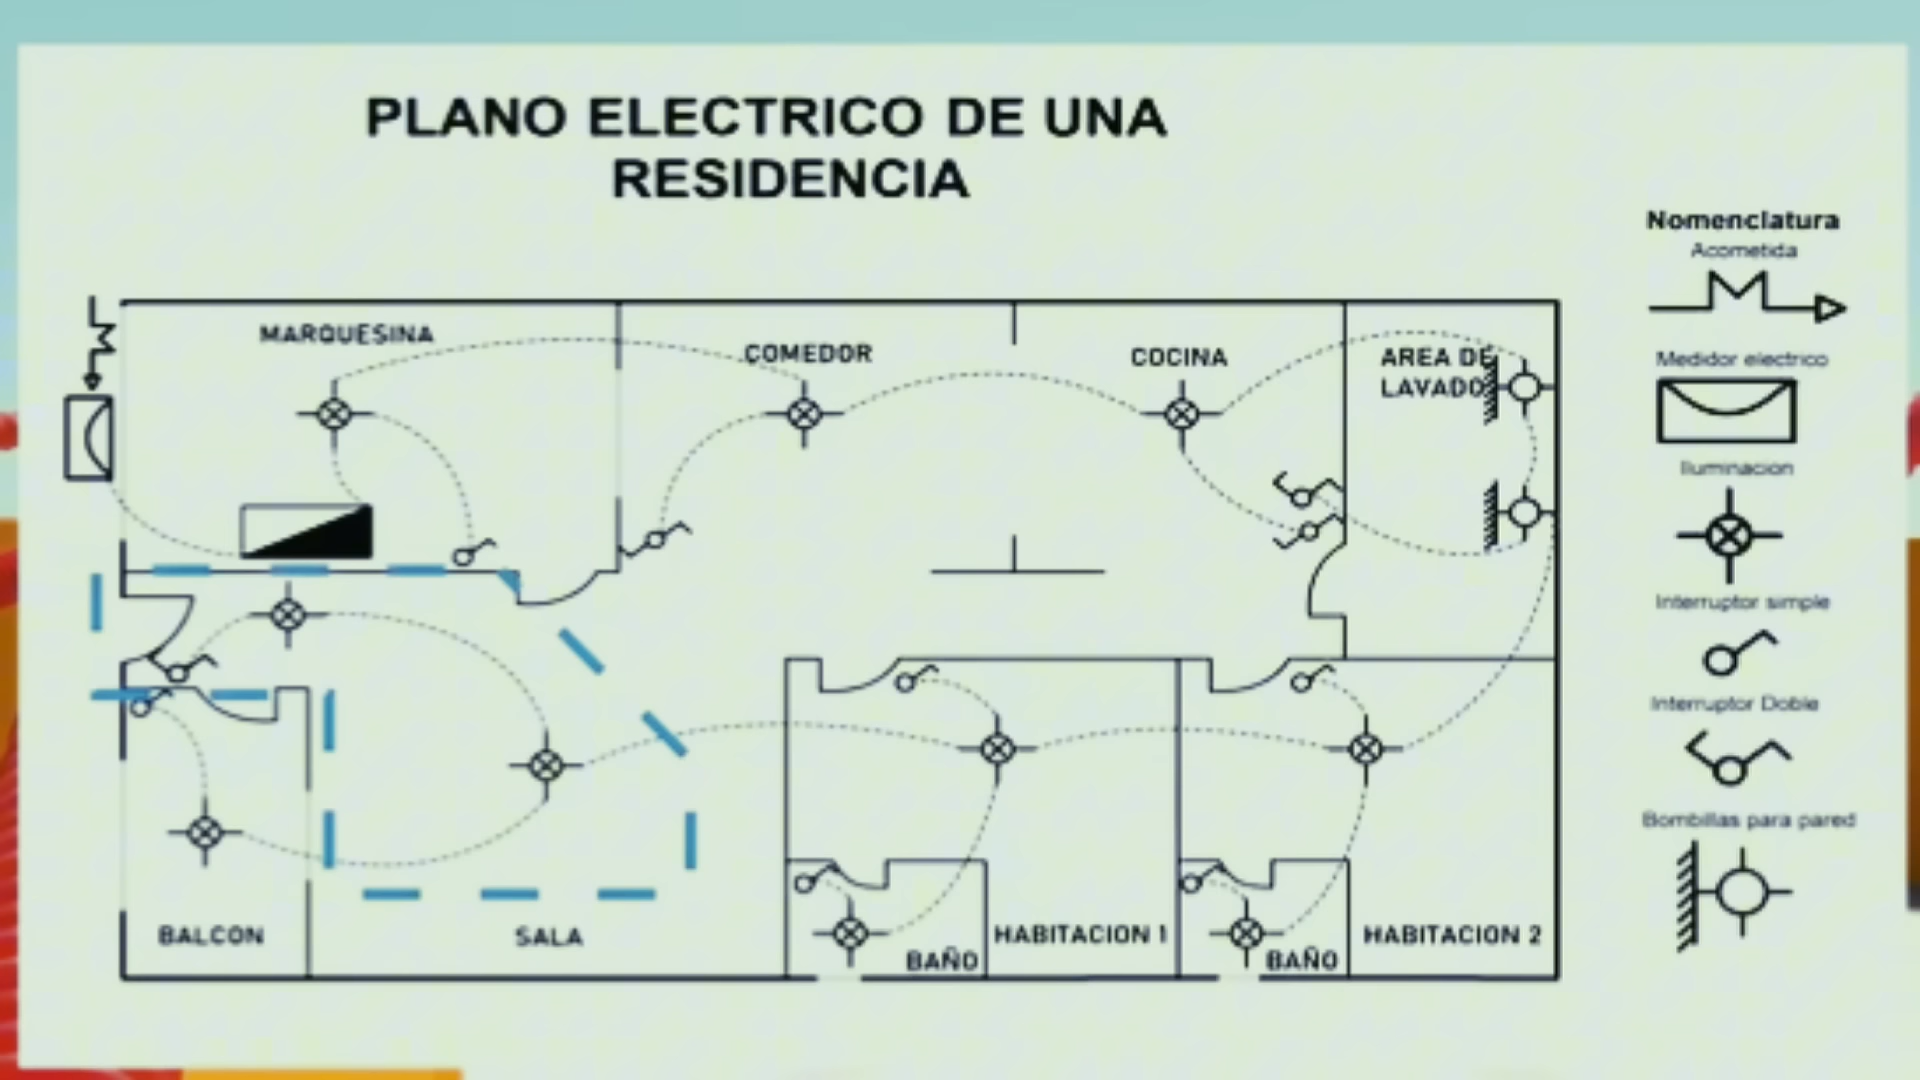 PLANO ELECTRICO DE UNA
RESIDENCIA
Nomenclatura
Acometida
Medidor electrico
Iluminacion
Interruptor simple
Interruptor Doble
Bombillas para pared
MARQUESINA
COMEDOR
COCINA
AREA DE
LAVADO
BALCON
SALA
BAÑO
HABITACION 1
BAÑO
HABITACION 2